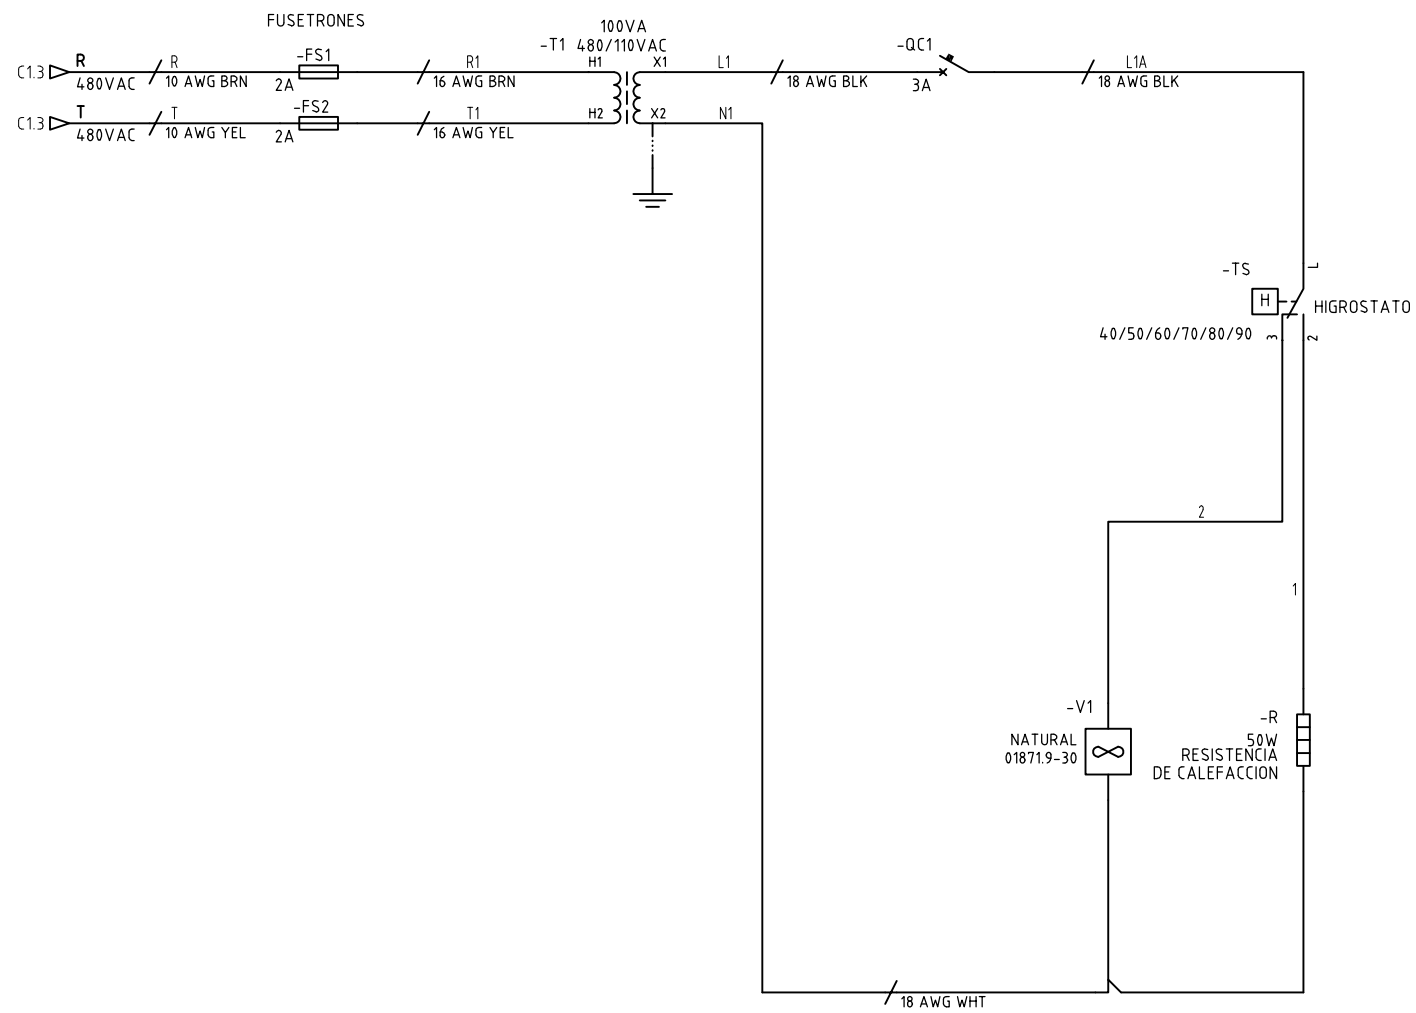 FUSETRONES
100VA
-T1 480/110VAC
C1.3 R R -FS1 R1 H1 X1 L1 -QC1 L1A
480VAC 10 AWG BRN 2A 16 AWG BRN 18 AWG BLK 3A 18 AWG BLK
C1.3 T T -FS2 T1 H2 X2 N1
480VAC 10 AWG YEL 2A 16 AWG YEL
-TS L
H HIGROSTATO
40/50/60/70/80/90 3 2
2
1
-V1
NATURAL
01871.9-30
-R
50W
RESISTENCIA
DE CALEFACCION
18 AWG WHT